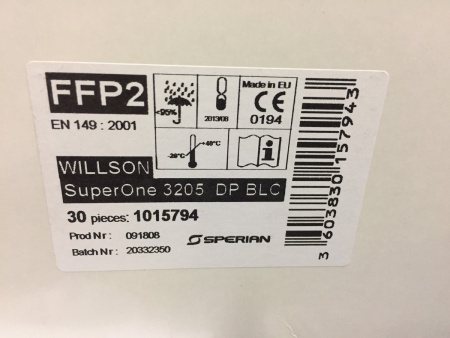 FFP2
EN 149 : 2001
<95%
2013/08
Made in EU
CE
0194
-20°C
+40°C
i
WILLSON
SuperOne 3205 DP BLC
30 pieces: 1015794
Prod Nr : 091808
Batch Nr : 20332350
SPERIAN
3 603830 157943